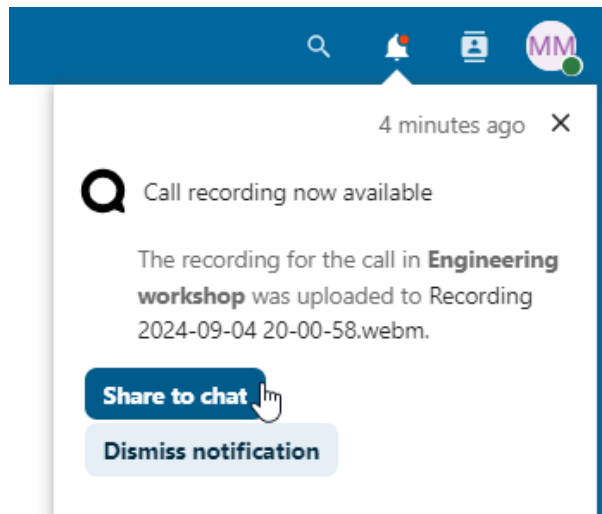 MM
4 minutes ago
Call recording now available
The recording for the call in Engineering
workshop was uploaded to Recording
2024-09-04 20-00-58.webm.
Share to chat
Dismiss notification